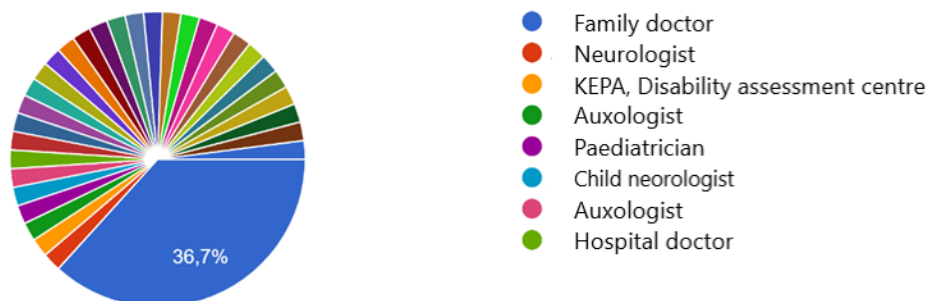 Family doctor
Neurologist
KEPA, Disability assessment centre
Auxologist
Paediatrician
Child neorologist
Auxologist
Hospital doctor
36,7%